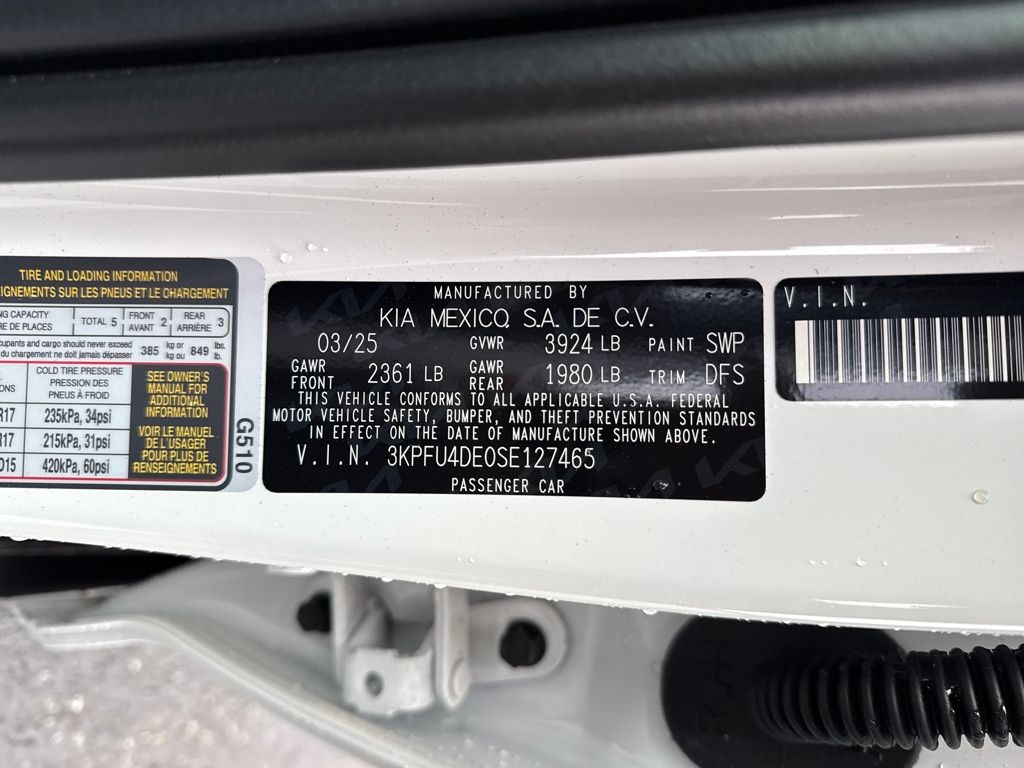 TIRE AND LOADING INFORMATION
IGNEMENTS SUR LES PNEUS ET LE CHARGEMENT
NG CAPACITY
RE DE PLACES
TOTAL 5
FRONT
AVANT 2
REAR
ARRIÈRE 3
upants and cargo should never exceed
du chargement ne doit jamais dépasser
385 kg or
kg ou 849 lbs.
lb.
COLD TIRE PRESSURE
PRESSION DES
PNEUS À FROID
ONS
R17 235kPa, 34psi
R17 215kPa, 31psi
D15 420kPa, 60psi
SEE OWNER'S
MANUAL FOR
ADDITIONAL
INFORMATION
VOIR LE MANUEL
DE L'USAGER
POUR PLUS DE
RENSEIGNEMENTS
G510
MANUFACTURED BY
KIA MEXICO, S.A. DE C.V.
03/25 GVWR 3924 LB PAINT SWP
GAWR
FRONT 2361 LB GAWR
REAR 1980 LB TRIM DFS
THIS VEHICLE CONFORMS TO ALL APPLICABLE U.S.A. FEDERAL
MOTOR VEHICLE SAFETY, BUMPER, AND THEFT PREVENTION STANDARDS
IN EFFECT ON THE DATE OF MANUFACTURE SHOWN ABOVE.
V.I.N. 3KPFU4DE0SE127465
PASSENGER CAR
V.I.N.